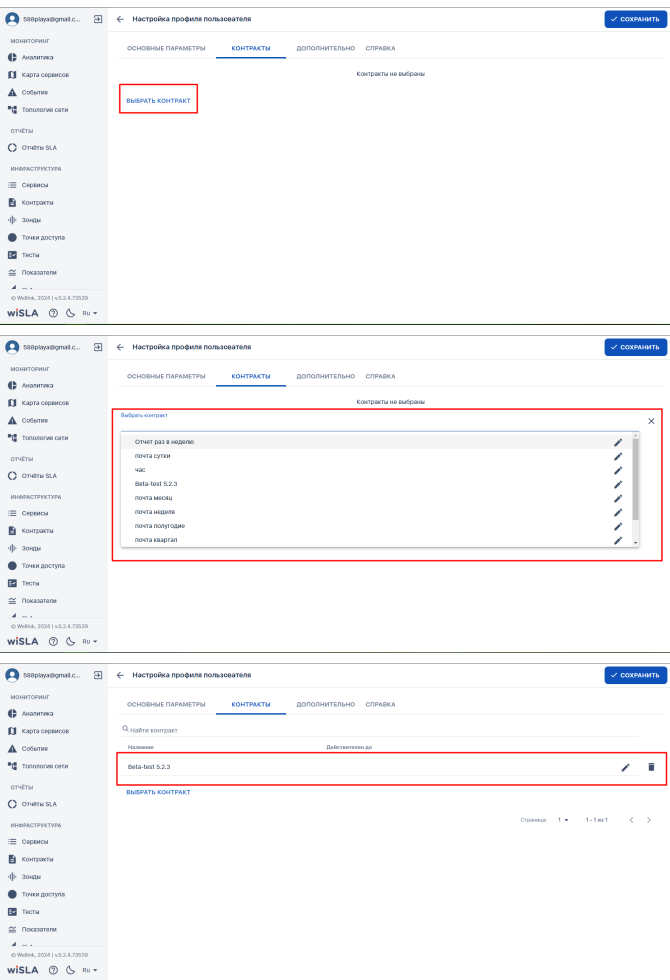 588playa@gmail.c...
Настройка профиля пользователя
СОХРАНИТЬ
МОНИТОРИНГ
Аналитика
Карта сервисов
События
Топология сети
ОТЧЁТЫ
Отчёты SLA
ИНФРАСТРУКТУРА
Сервисы
Контракты
Зонды
Точки доступа
Тесты
Показатели
© Wellink, 2024 | v.5.2.4.73539
wiSLA
Ru
ОСНОВНЫЕ ПАРАМЕТРЫ КОНТРАКТЫ ДОПОЛНИТЕЛЬНО СПРАВКА
Контракты не выбраны
ВЫБРАТЬ КОНТРАКТ
588playa@gmail.c...
Настройка профиля пользователя
СОХРАНИТЬ
МОНИТОРИНГ
Аналитика
Карта сервисов
События
Топология сети
ОТЧЁТЫ
Отчёты SLA
ИНФРАСТРУКТУРА
Сервисы
Контракты
Зонды
Точки доступа
Тесты
Показатели
© Wellink, 2024 | v.5.2.4.73539
wiSLA
Ru
ОСНОВНЫЕ ПАРАМЕТРЫ КОНТРАКТЫ ДОПОЛНИТЕЛЬНО СПРАВКА
Контракты не выбраны
Выбрать контракт
Отчет раз в неделю
почта сутки
час
Beta-test 5.2.3
почта месяц
почта неделя
почта полугодие
почта квартал
588playa@gmail.c...
Настройка профиля пользователя
СОХРАНИТЬ
МОНИТОРИНГ
Аналитика
Карта сервисов
События
Топология сети
ОТЧЁТЫ
Отчёты SLA
ИНФРАСТРУКТУРА
Сервисы
Контракты
Зонды
Точки доступа
Тесты
Показатели
© Wellink, 2024 | v.5.2.4.73539
wiSLA
Ru
ОСНОВНЫЕ ПАРАМЕТРЫ КОНТРАКТЫ ДОПОЛНИТЕЛЬНО СПРАВКА
Найти контракт
Название Действителен до
Beta-test 5.2.3
ВЫБРАТЬ КОНТРАКТ
Страница: 1 1 - 1 из 1